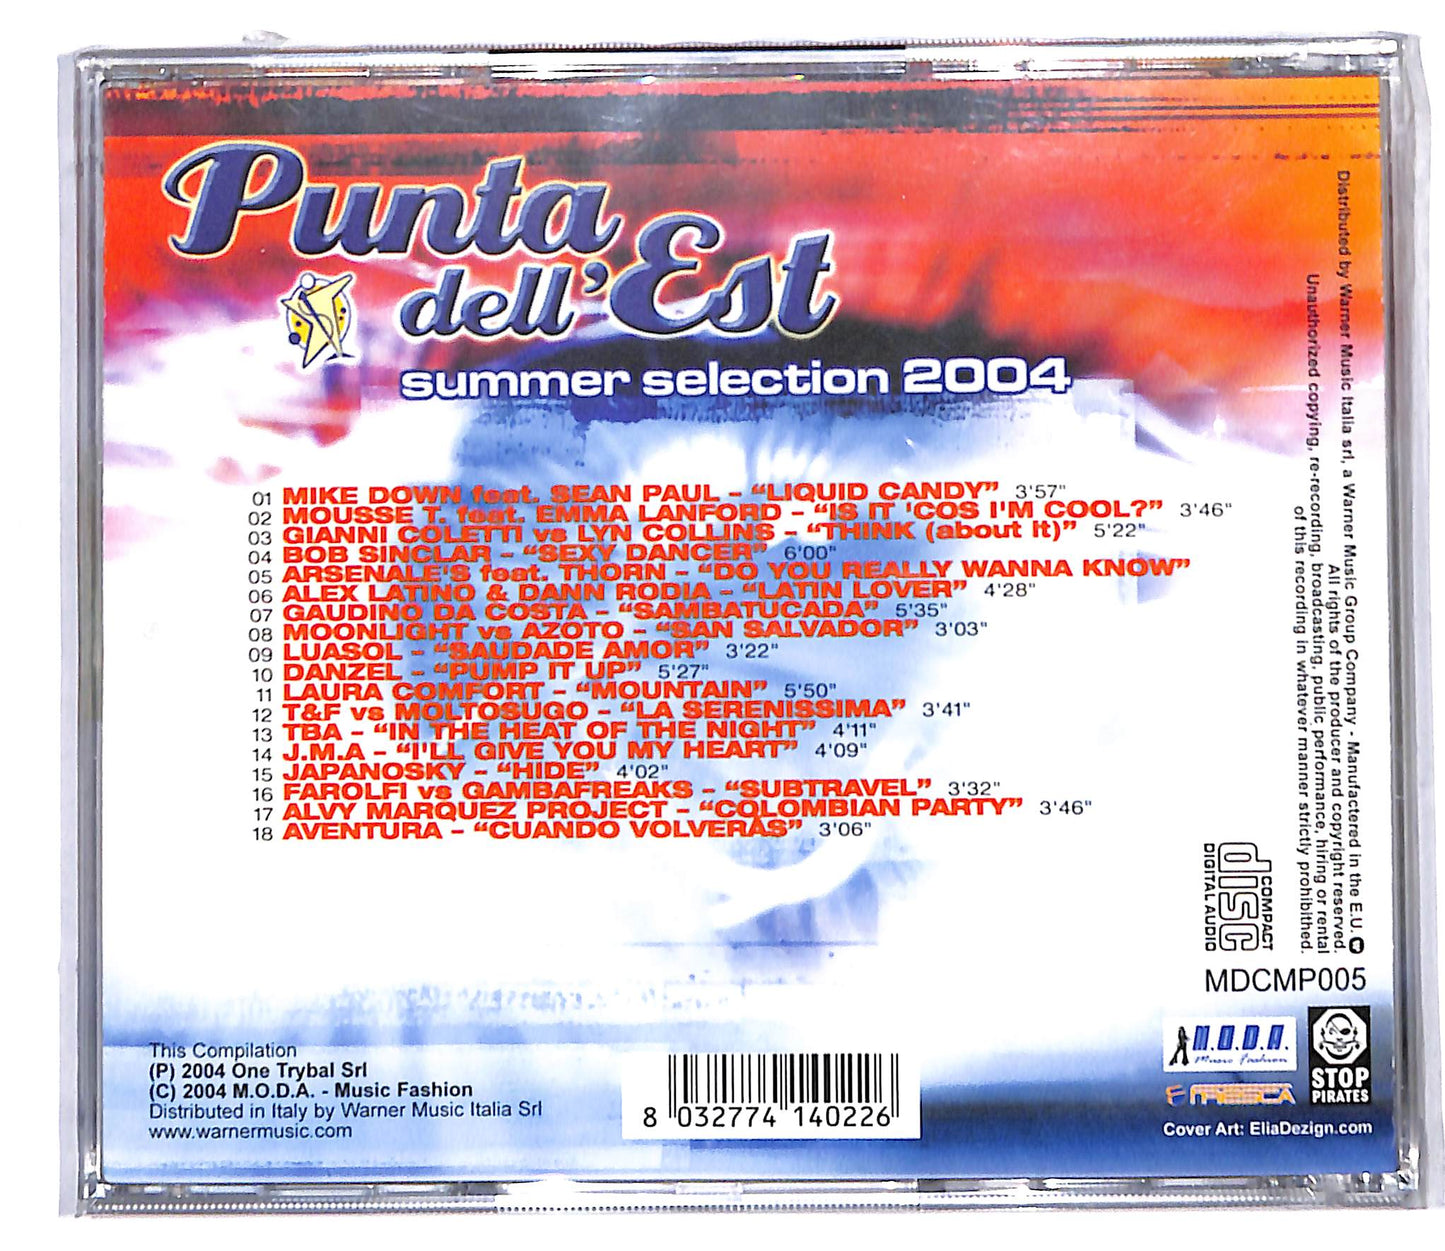 Punta
dell'Est
summer selection 2004
01 MIKE DOWN feat. SEAN PAUL - “LIQUID CANDY” 3'57"
02 MOUSSE T. feat. EMMA LANFORD - “IS IT 'COS I'M COOL?” 3'46"
03 GIANNI COLETTI vs LYN COLLINS - “THINK (about It)” 5'22"
04 BOB SINCLAR - “SEXY DANCER” 6'00"
05 ARSENALE'S feat. THORN - “DO YOU REALLY WANNA KNOW”
06 ALEX LATINO & DANN RODIA - “LATIN LOVER” 4'28"
07 GAUDINO DA COSTA - “SAMBATUCADA” 5'35"
08 MOONLIGHT vs AZOTO - “SAN SALVADOR” 3'03"
09 LUASOL - “SAUDADE AMOR” 3'22"
10 DANZEL - “PUMP IT UP” 5'27"
11 LAURA COMFORT - “MOUNTAIN” 5'50"
12 T&F vs MOLTOSUGO - “LA SERENISSIMA” 3'41"
13 TBA - “IN THE HEAT OF THE NIGHT” 4'11"
14 J.M.A - “I'LL GIVE YOU MY HEART” 4'09"
15 JAPANOSKY - “HIDE” 4'02"
16 FAROLFI vs GAMBAFREAKS - “SUBTRAVEL” 3'32"
17 ALVY MARQUEZ PROJECT - “COLOMBIAN PARTY” 3'46"
18 AVENTURA - “CUANDO VOLVERÀS” 3'06"
Distributed by Warner Music Italia srl, a Warner Music Group Company - Manufactured in the E.U.
All rights of the producer and copyright reserved.
Unauthorized copying, re-recording, broadcasting, public performance, hiring or rental
of this recording in whatever manner strictly prohibithed.
COMPACT
disc
DIGITAL AUDIO
MDCMP005
This Compilation
(P) 2004 One Trybal Srl
(C) 2004 M.O.D.A. - Music Fashion
Distributed in Italy by Warner Music Italia Srl
www.warnermusic.com
8 032774 140226
M.O.D.A.
Music Fashion
STOP
PIRATES
Cover Art: EliaDezign.com